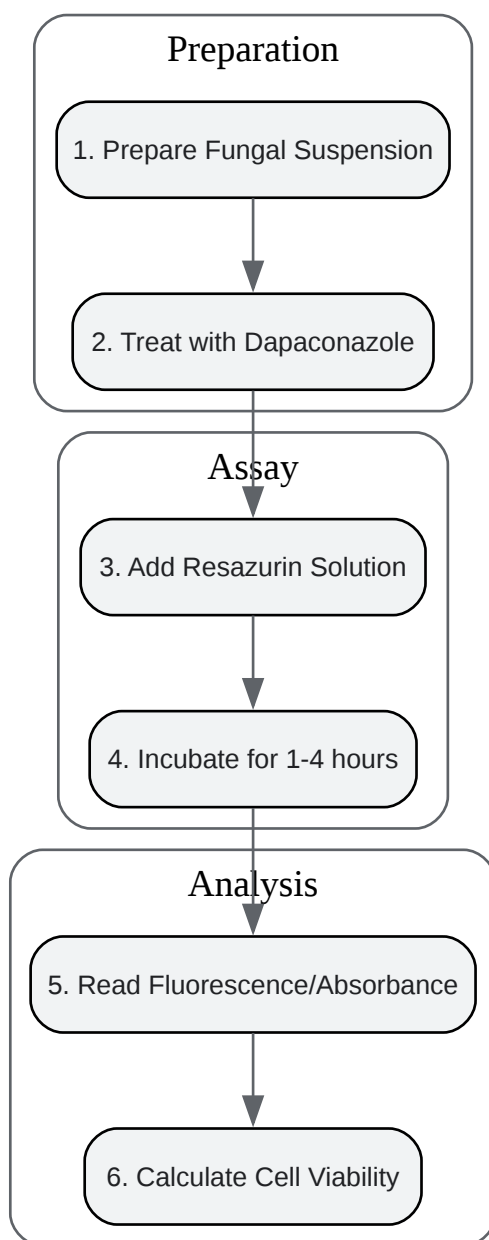 Preparation
1. Prepare Fungal Suspension
2. Treat with Dapaconazole
Assay
3. Add Resazurin Solution
4. Incubate for 1-4 hours
Analysis
5. Read Fluorescence/Absorbance
6. Calculate Cell Viability